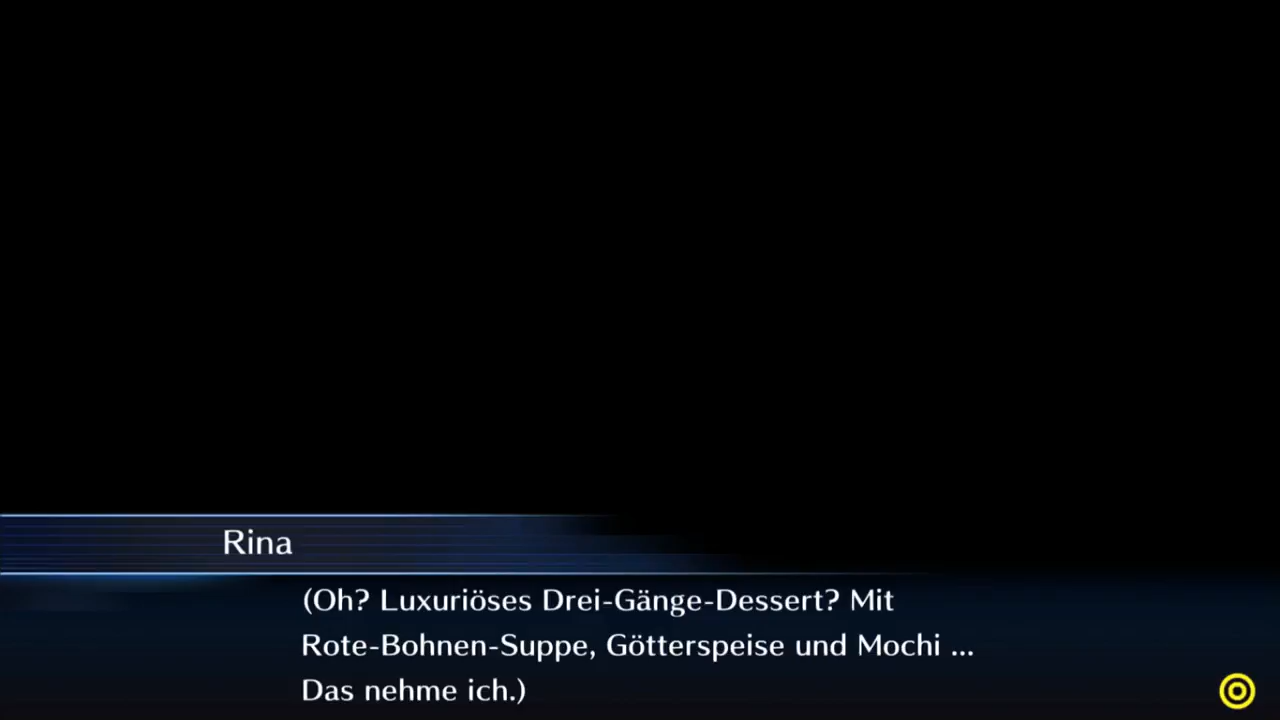 Rina
(Oh? Luxuriöses Drei-Gänge-Dessert? Mit
Rote-Bohnen-Suppe, Götterspeise und Mochi ...
Das nehme ich.)